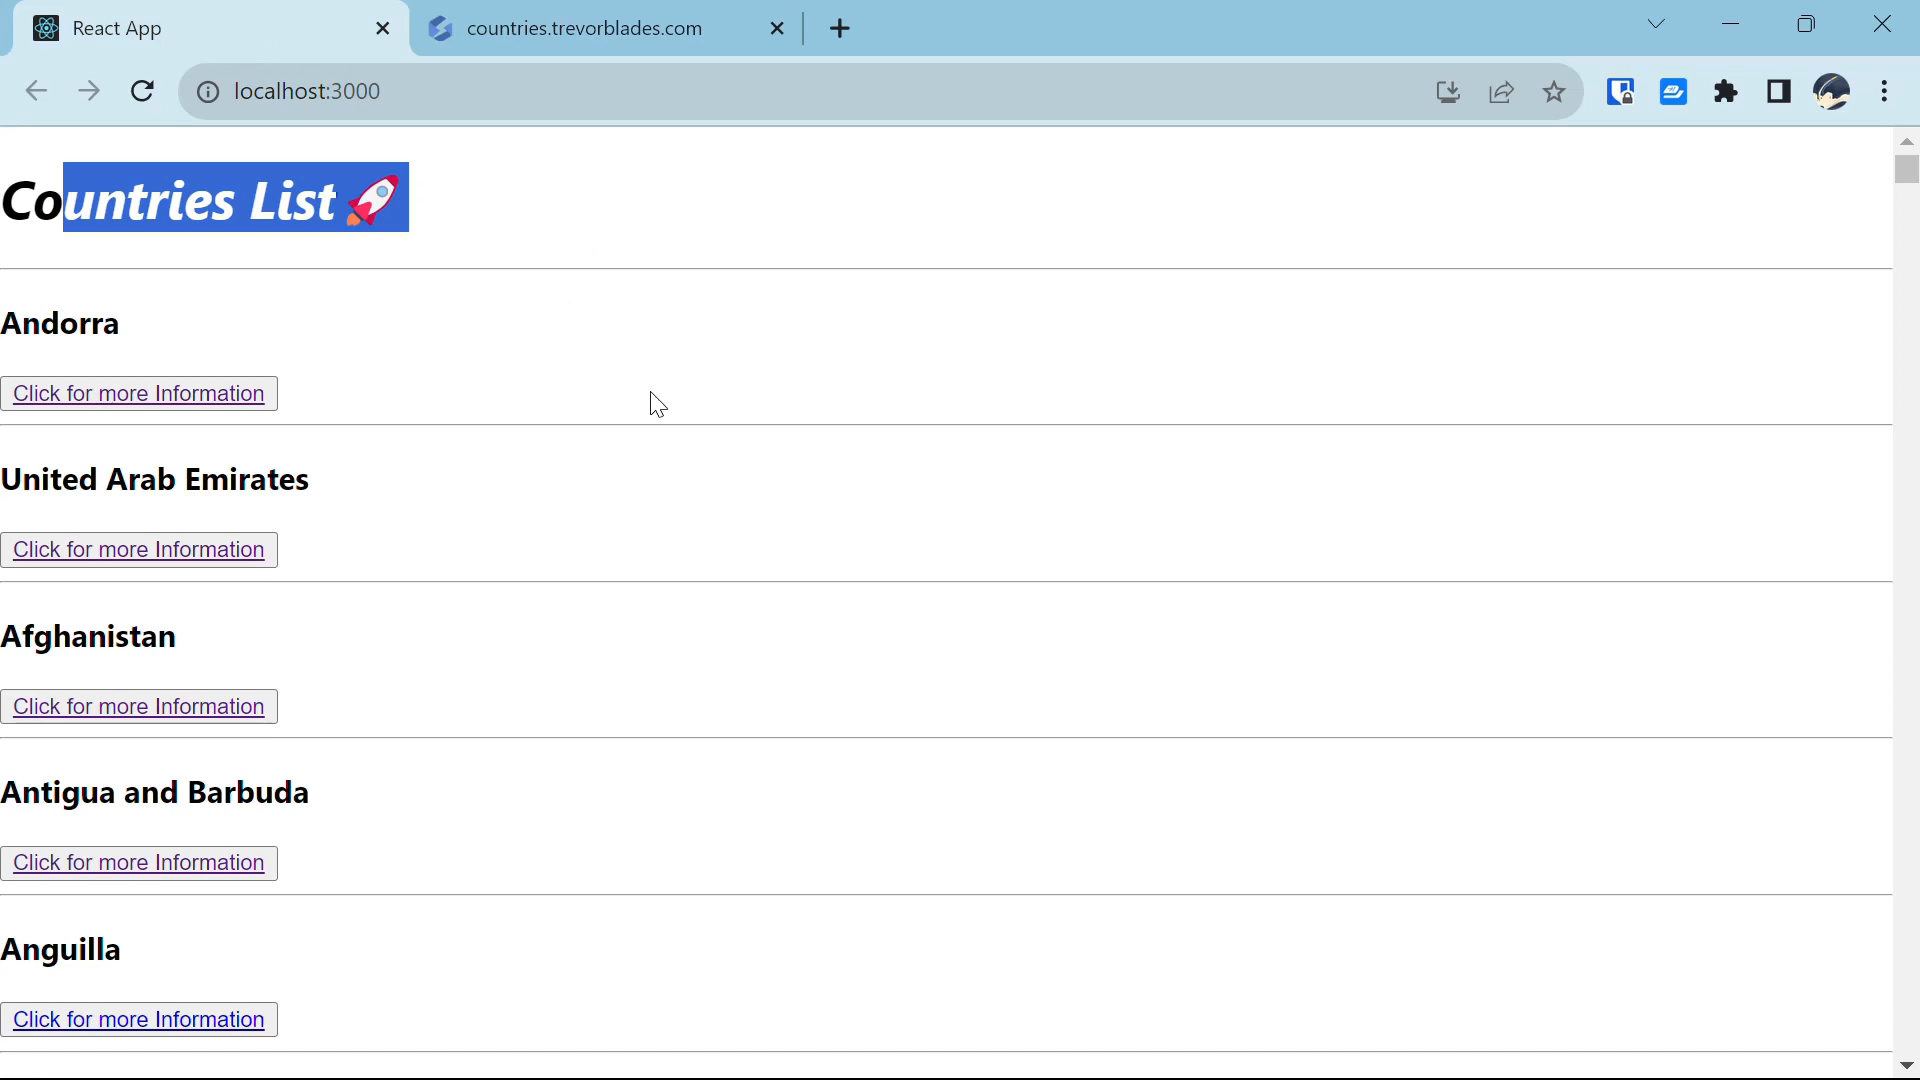 React App
countries.trevorblades.com
localhost:3000
Countries List 🚀
Andorra
Click for more Information
United Arab Emirates
Click for more Information
Afghanistan
Click for more Information
Antigua and Barbuda
Click for more Information
Anguilla
Click for more Information